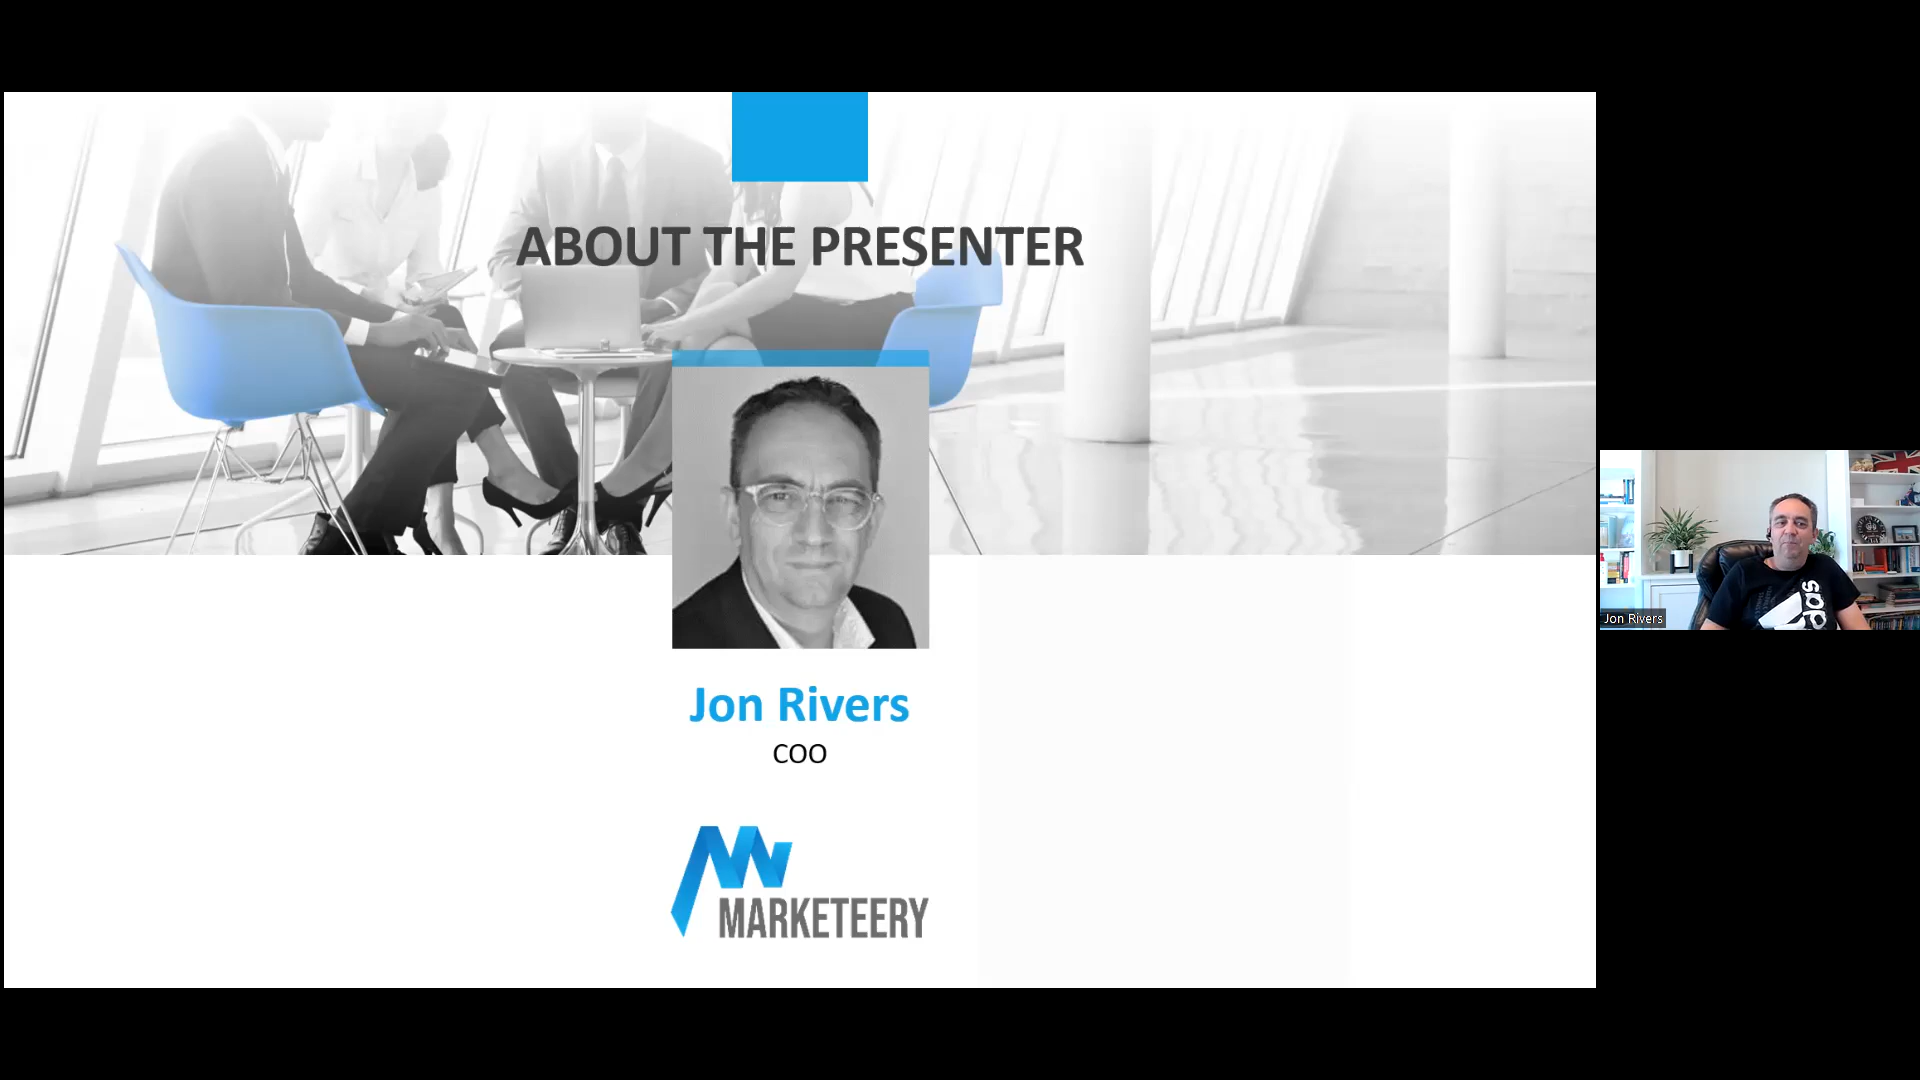 ABOUT THE PRESENTER
Jon Rivers
COO
MARKETEERY
Jon Rivers